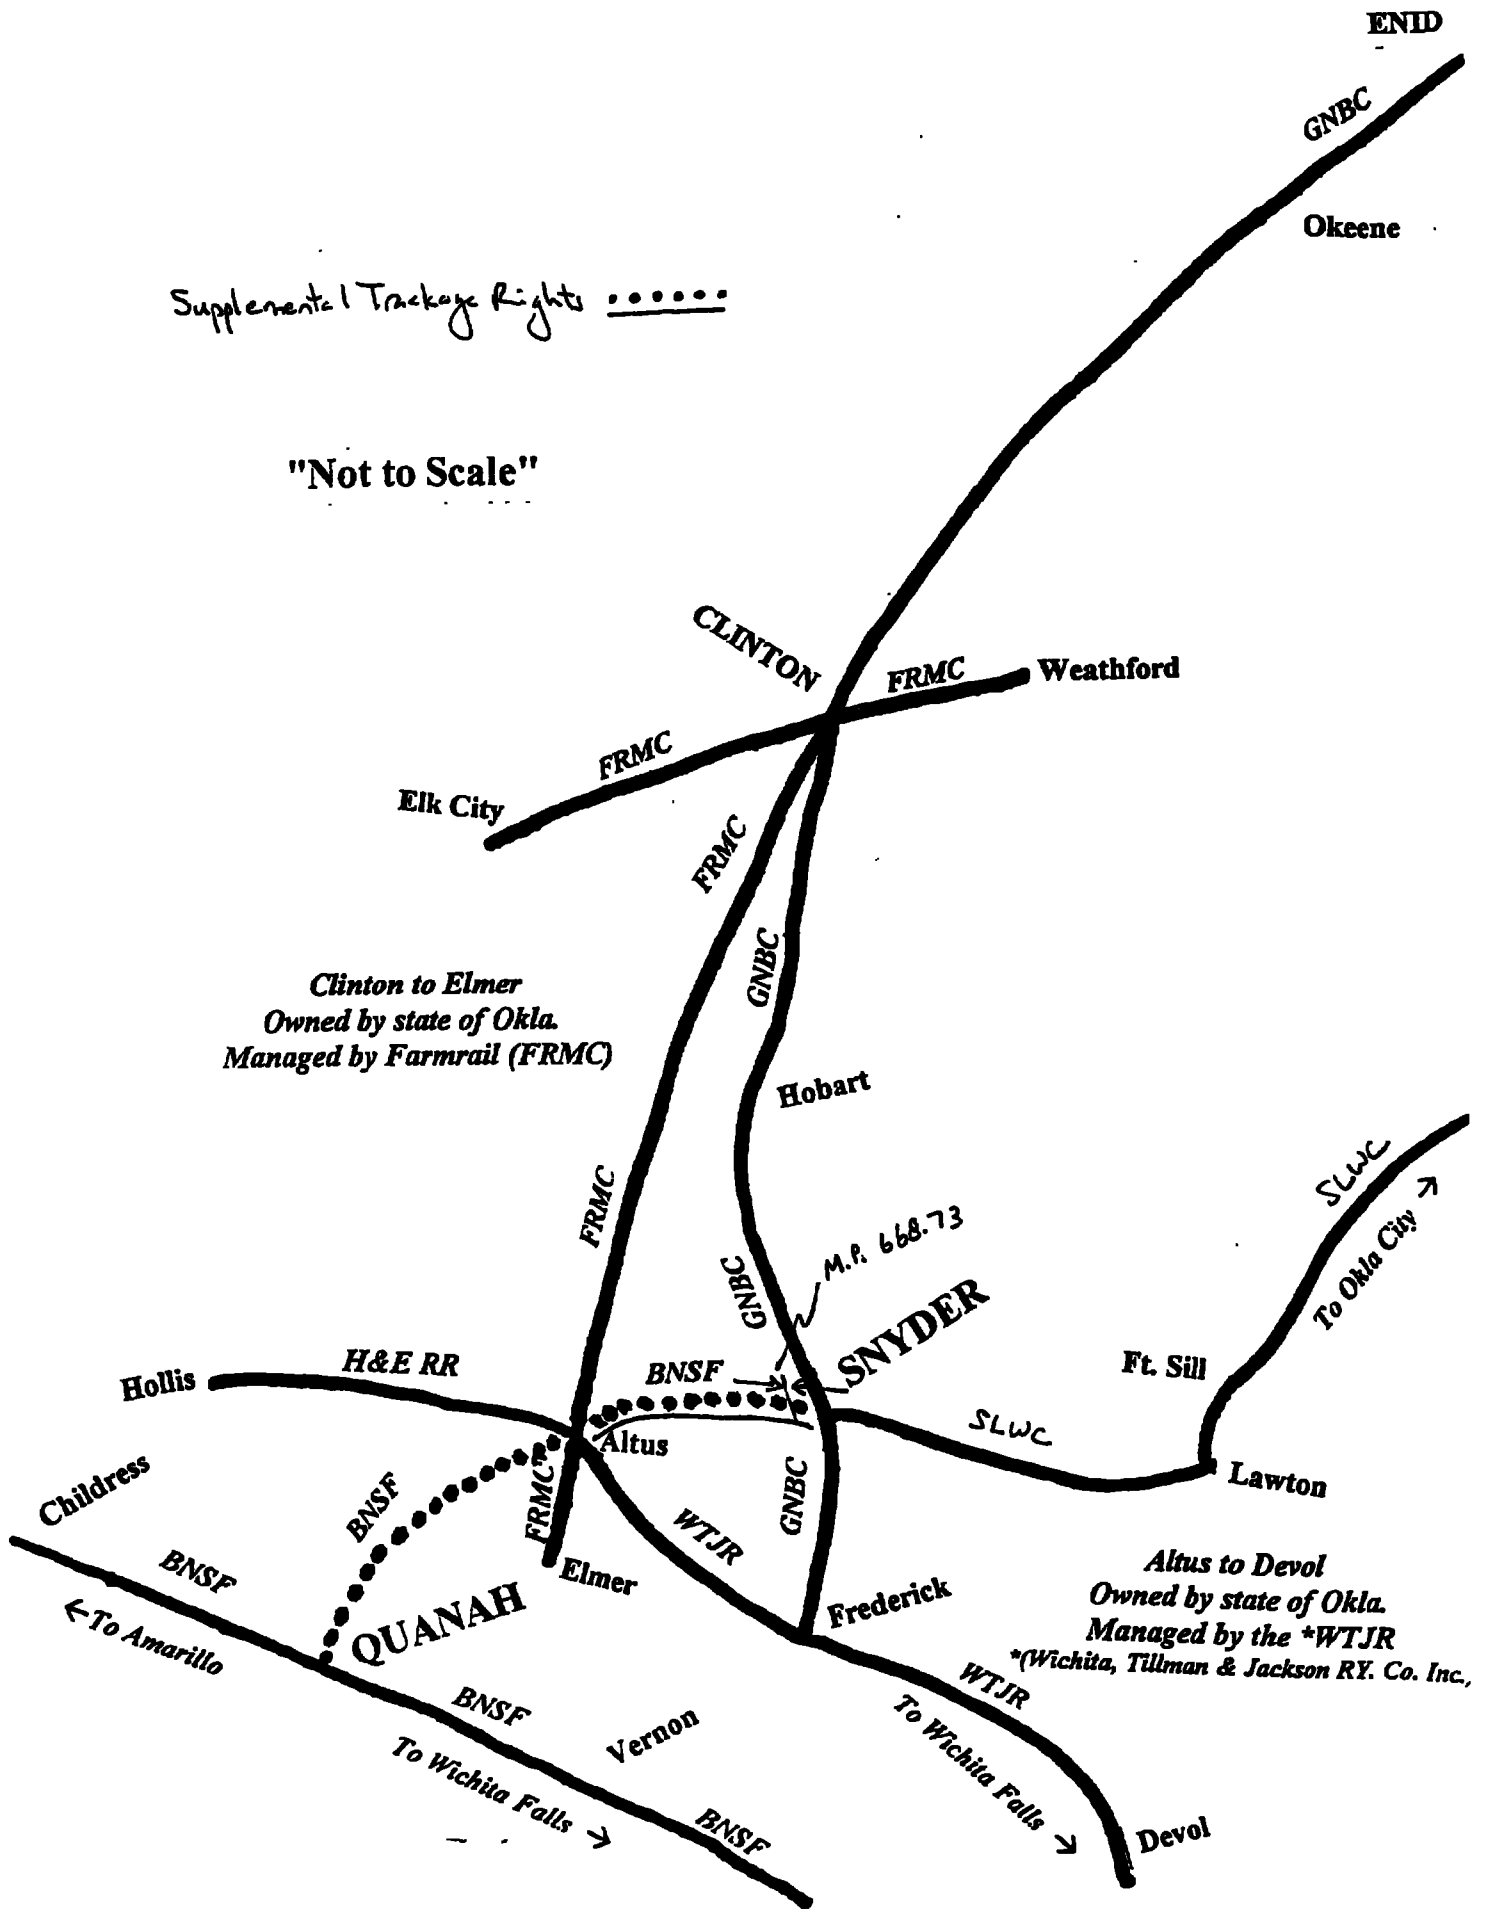 ENID
GNBC
Okeene
Supplemental Trackage Rights
"Not to Scale"
CLINTON
FRMC
Weathford
FRMC
Elk City
FRMC
GNBC
Clinton to Elmer
Owned by state of Okla.
Managed by Farmrail (FRMC)
Hobart
FRMC
SLWC
To Okla City
M.P. 668.73
GNBC
SNYDER
H&E RR
Hollis
BNSF
Ft. Sill
SLWC
Altus
Lawton
Childress
BNSF
FRMC
GNBC
WTJR
BNSF
Elmer
QUANAH
← To Amarillo
Frederick
Altus to Devol
Owned by state of Okla.
Managed by the *WTJR
*(Wichita, Tillman & Jackson RY. Co. Inc.,
WTJR
BNSF
Vernon
To Wichita Falls →
To Wichita Falls →
BNSF
Devol